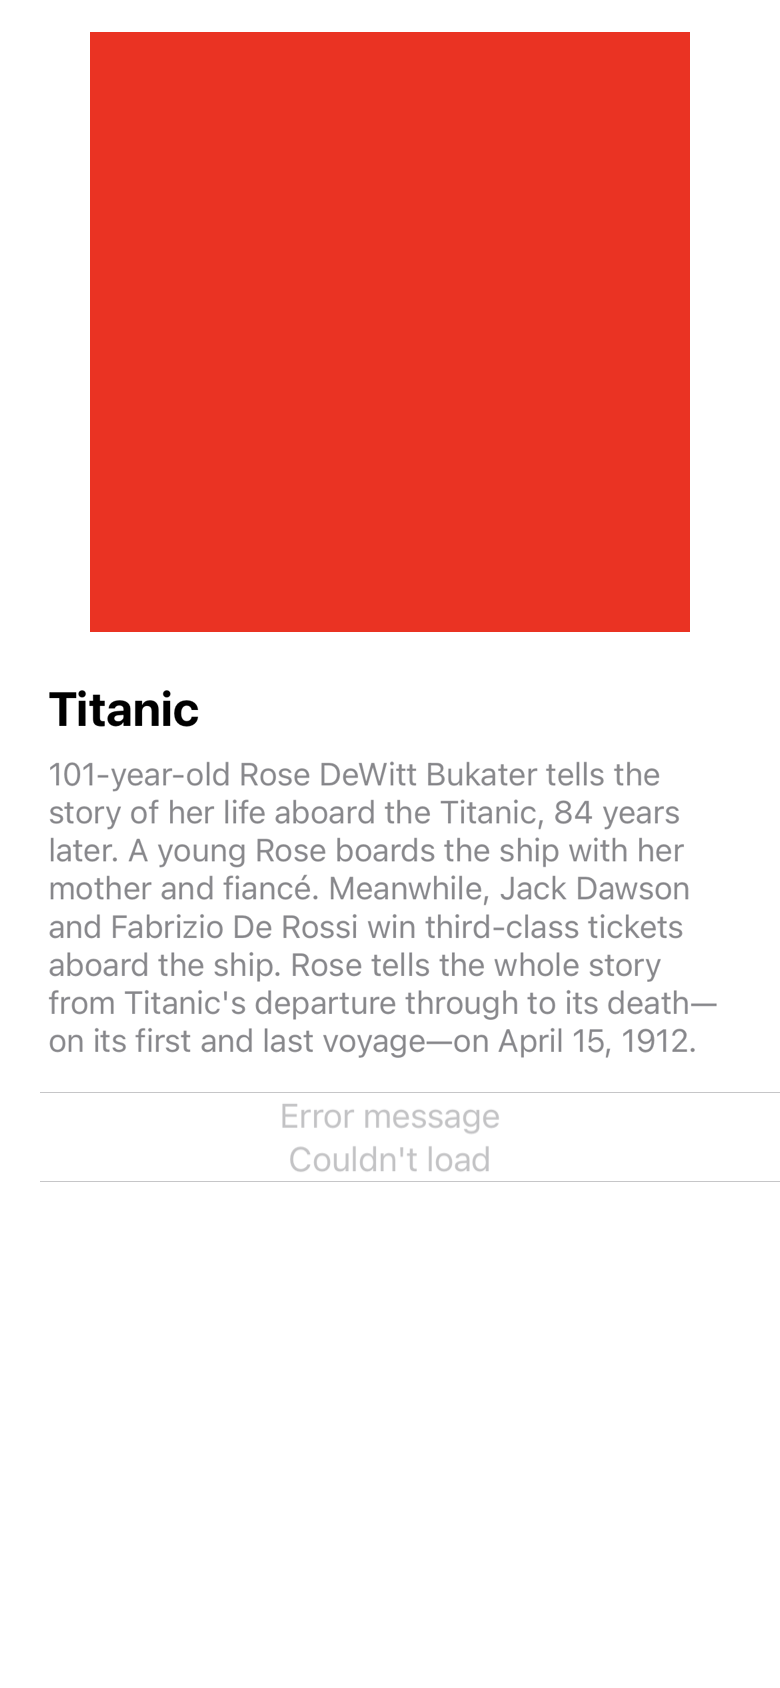 Titanic
101-year-old Rose DeWitt Bukater tells the
story of her life aboard the Titanic, 84 years
later. A young Rose boards the ship with her
mother and fiancé. Meanwhile, Jack Dawson
and Fabrizio De Rossi win third-class tickets
aboard the ship. Rose tells the whole story
from Titanic's departure through to its death—
on its first and last voyage—on April 15, 1912.
Error message
Couldn't load